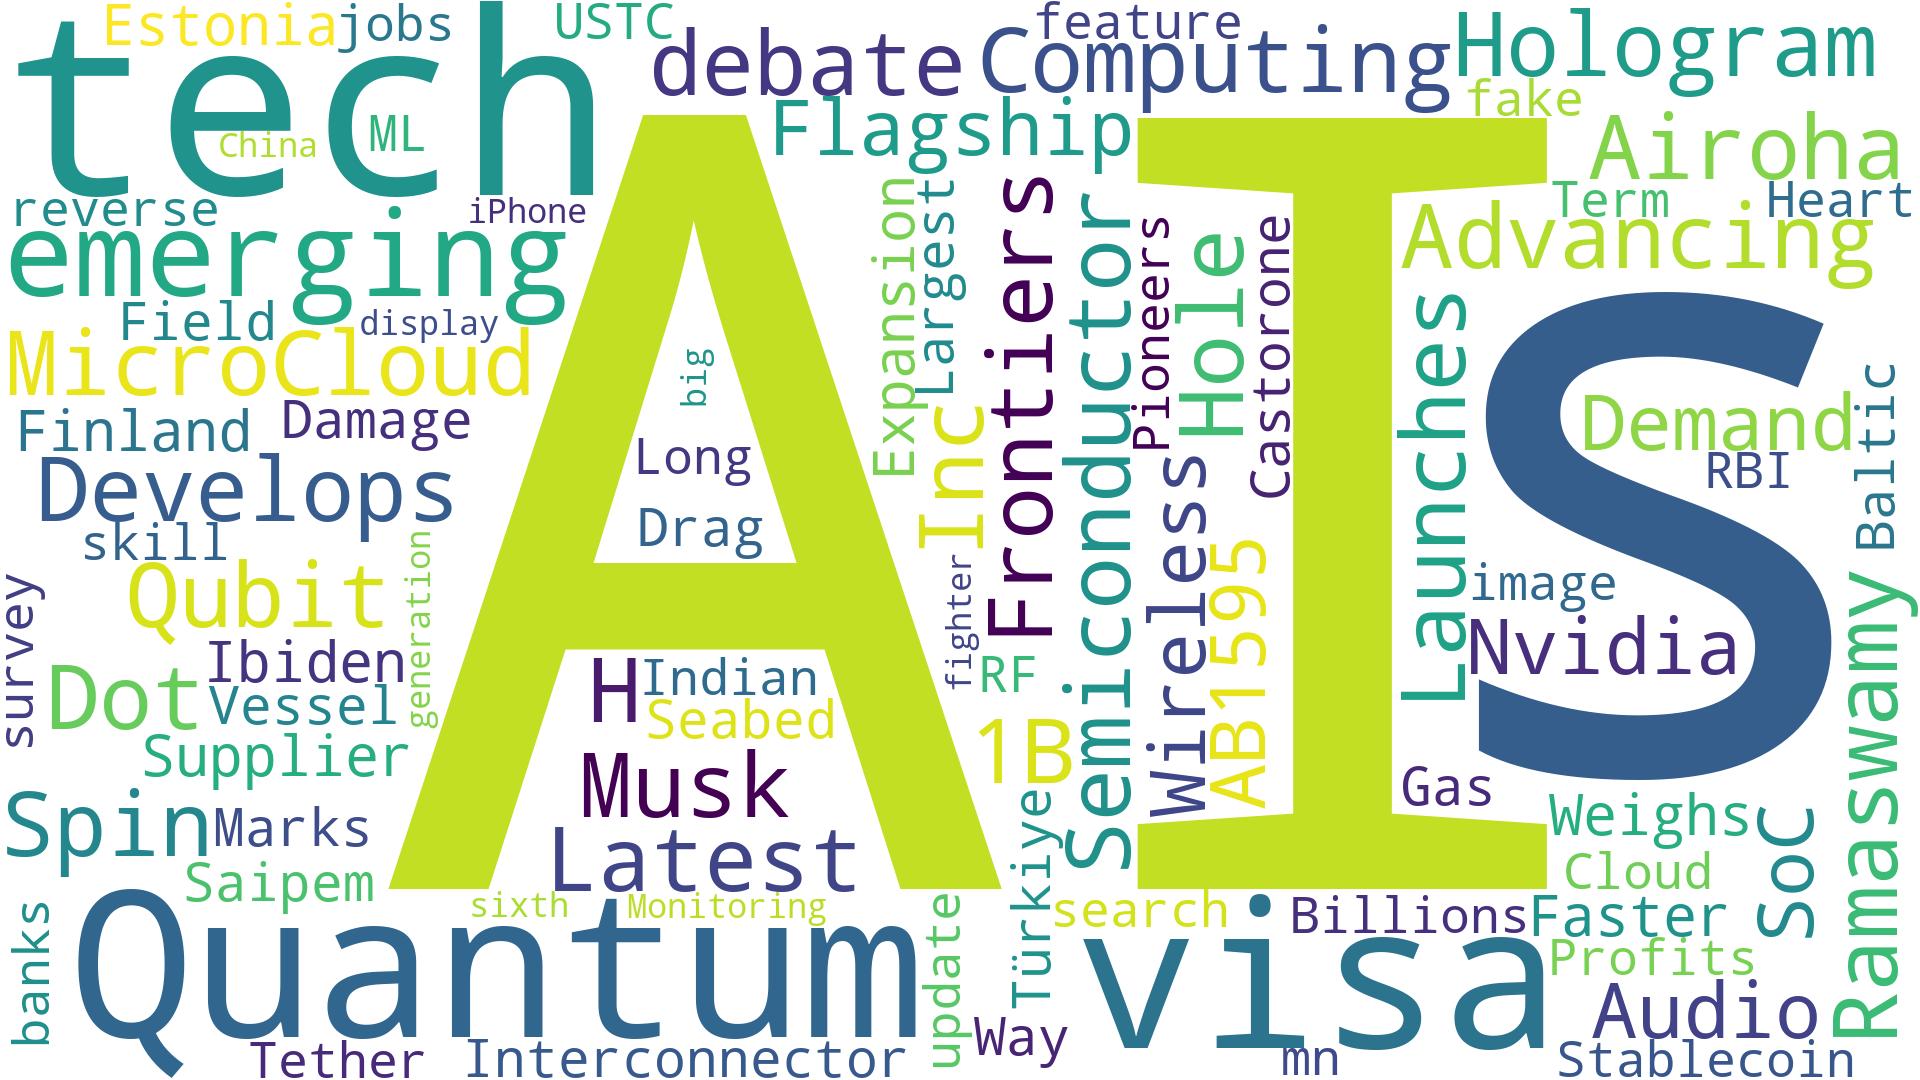 Estonia
jobs
USTC
feature
tech
debate
Computing
Hologram
fake
China
ML
Flagship
Airoha
reverse
iPhone
Term
Heart
emerging
Advancing
Field
display
MicroCloud
AI
S
big
Expansion
Largest
Frontiers
Semiconductor
Pioneers
Hole
Castorone
Launches
Finland
Damage
Long
Inc
Demand
RBI
Baltic
Develops
skill
Drag
Wireless
AB1595
Qubit
generation
fighter
image
survey
Ibiden
Nvidia
Dot
Vessel
H
Indian
RF
Seabed
Ramaswamy
Supplier
Musk
1B
Gas
Spin
Marks
Latest
Türkiye
Weighs
SoC
Saipem
Cloud
sixth
Monitoring
update
search
Billions
Faster
banks
Quantum
visa
Profits
Way
Audio
Tether
Interconnector
mn
Stablecoin